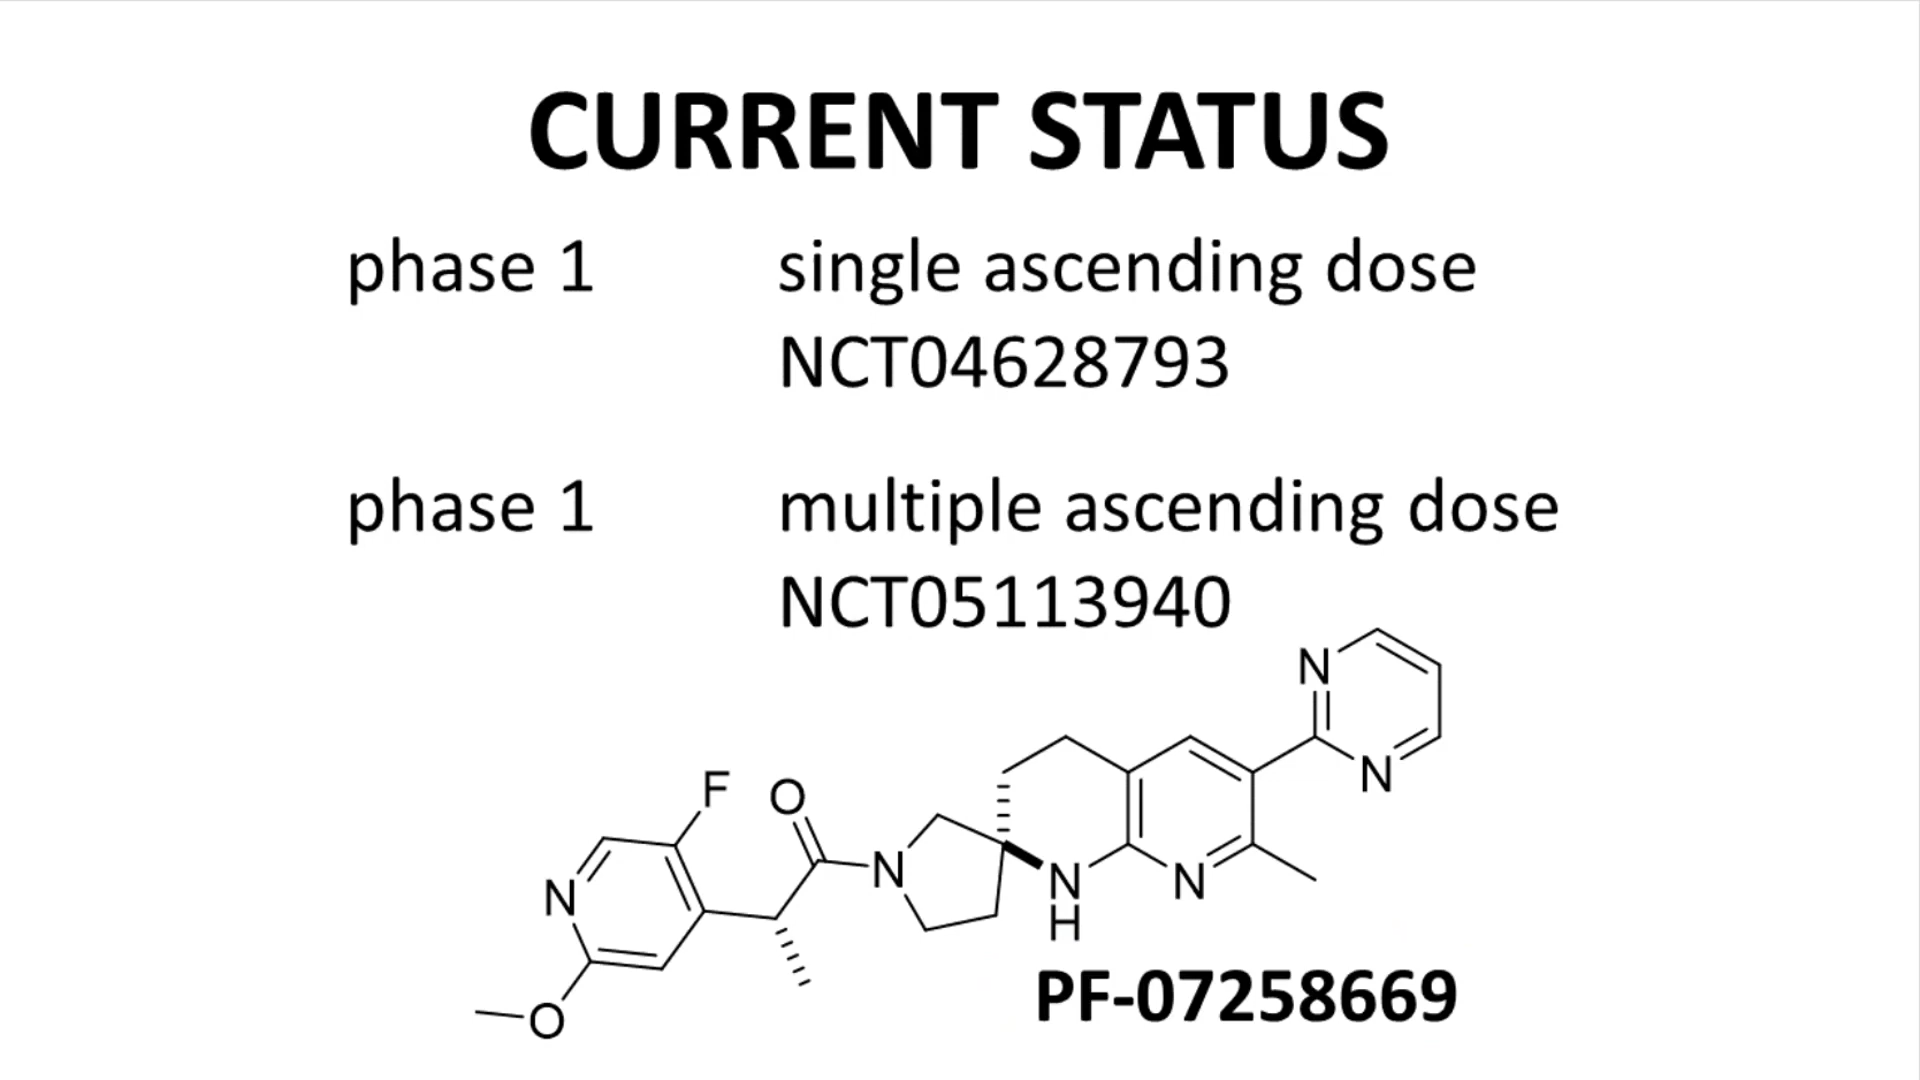 CURRENT STATUS
phase 1 single ascending dose
NCT04628793
phase 1 multiple ascending dose
NCT05113940
N
N
F
O
N
N
N
H
N
O
PF-07258669